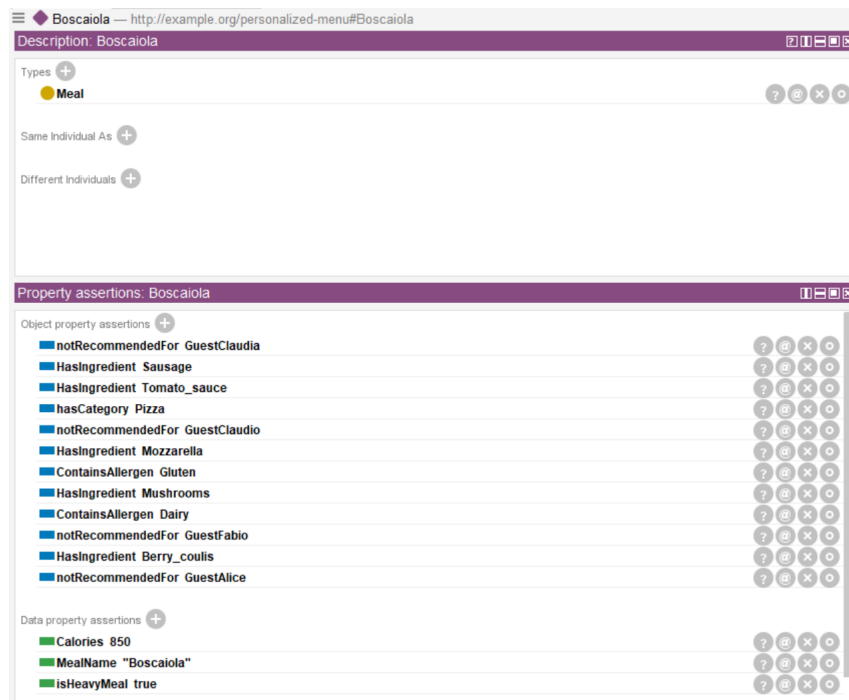 Boscaiola — http://example.org/personalized-menu#Boscaiola
Description: Boscaiola
Types
Meal
Same Individual As
Different Individuals
Property assertions: Boscaiola
Object property assertions
notRecommendedFor GuestClaudia
HasIngredient Sausage
HasIngredient Tomato_sauce
hasCategory Pizza
notRecommendedFor GuestClaudio
HasIngredient Mozzarella
ContainsAllergen Gluten
HasIngredient Mushrooms
ContainsAllergen Dairy
notRecommendedFor GuestFabio
HasIngredient Berry_coulis
notRecommendedFor GuestAlice
Data property assertions
Calories 850
MealName "Boscaiola"
isHeavyMeal true